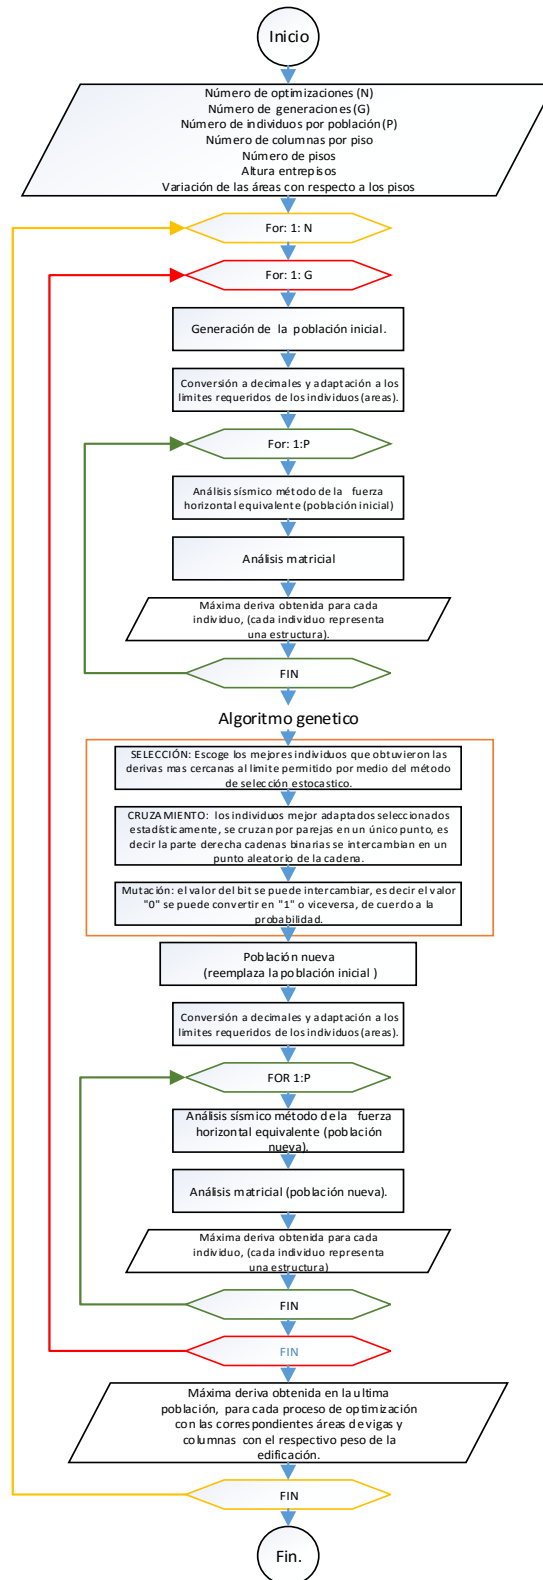 Inicio
Número de optimizaciones (N)
Número de generaciones (G)
Número de individuos por población (P)
Número de columnas por piso
Número de pisos
Altura entrepisos
Variación de las áreas con respecto a los pisos
For: 1: N
For: 1: G
Generación de la población inicial.
Conversión a decimales y adaptación a los
limites requeridos de los individuos (areas).
For: 1:P
Análisis sísmico método de la fuerza
horizontal equivalente (población inicial)
Análisis matricial
Máxima deriva obtenida para cada
individuo, (cada individuo representa
una estructura).
FIN
Algoritmo genetico
SELECCIÓN: Escoge los mejores individuos que obtuvieron las
derivas mas cercanas al limite permitido por medio del método
de selección estocastico.
CRUZAMIENTO: los individuos mejor adaptados seleccionados
estadísticamente, se cruzan por parejas en un único punto, es
decir la parte derecha cadenas binarias se intercambian en un
punto aleatorio de la cadena.
Mutación: el valor del bit se puede intercambiar, es decir el valor
"0" se puede convertir en "1" o viceversa, de cuerdo a la
probabilidad.
Población nueva
(reemplaza la población inicial )
Conversión a decimales y adaptación a los
limites requeridos de los individuos (areas).
FOR 1:P
Análisis sísmico método de la fuerza
horizontal equivalente (población
nueva).
Análisis matricial (población nueva).
Máxima deriva obtenida para cada
individuo, (cada individuo representa
una estructura)
FIN
FIN
Máxima deriva obtenida en la ultima
población, para cada proceso de optimización
con las correspondientes áreas de vigas y
columnas con el respectivo peso de la
edificación.
FIN
Fin.